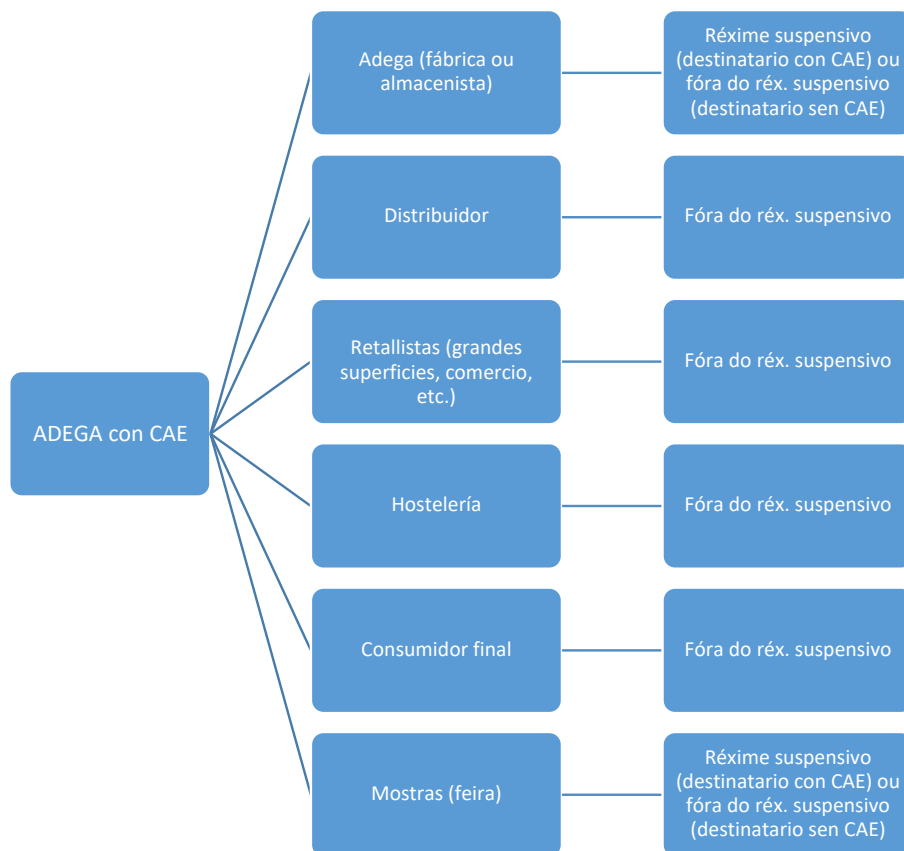 ADEGA con CAE
Adega (fábrica ou
almacenista)
Réxime suspensivo
(destinatario con CAE) ou
fóra do réx. suspensivo
(destinatario sen CAE)
Distribuidor
Fóra do réx. suspensivo
Retallistas (grandes
superficies, comercio,
etc.)
Fóra do réx. suspensivo
Hostelería
Fóra do réx. suspensivo
Consumidor final
Fóra do réx. suspensivo
Mostras (feira)
Réxime suspensivo
(destinatario con CAE) ou
fóra do réx. suspensivo
(destinatario sen CAE)